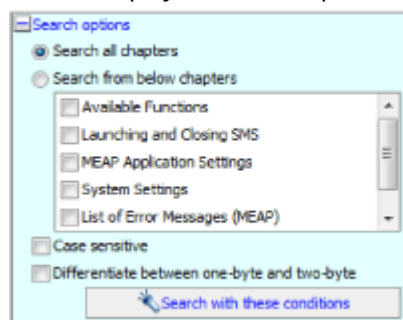 Search options
Search all chapters
Search from below chapters
Available Functions
Launching and Closing SMS
MEAP Application Settings
System Settings
List of Error Messages (MEAP)
Case sensitive
Differentiate between one-byte and two-byte
Search with these conditions